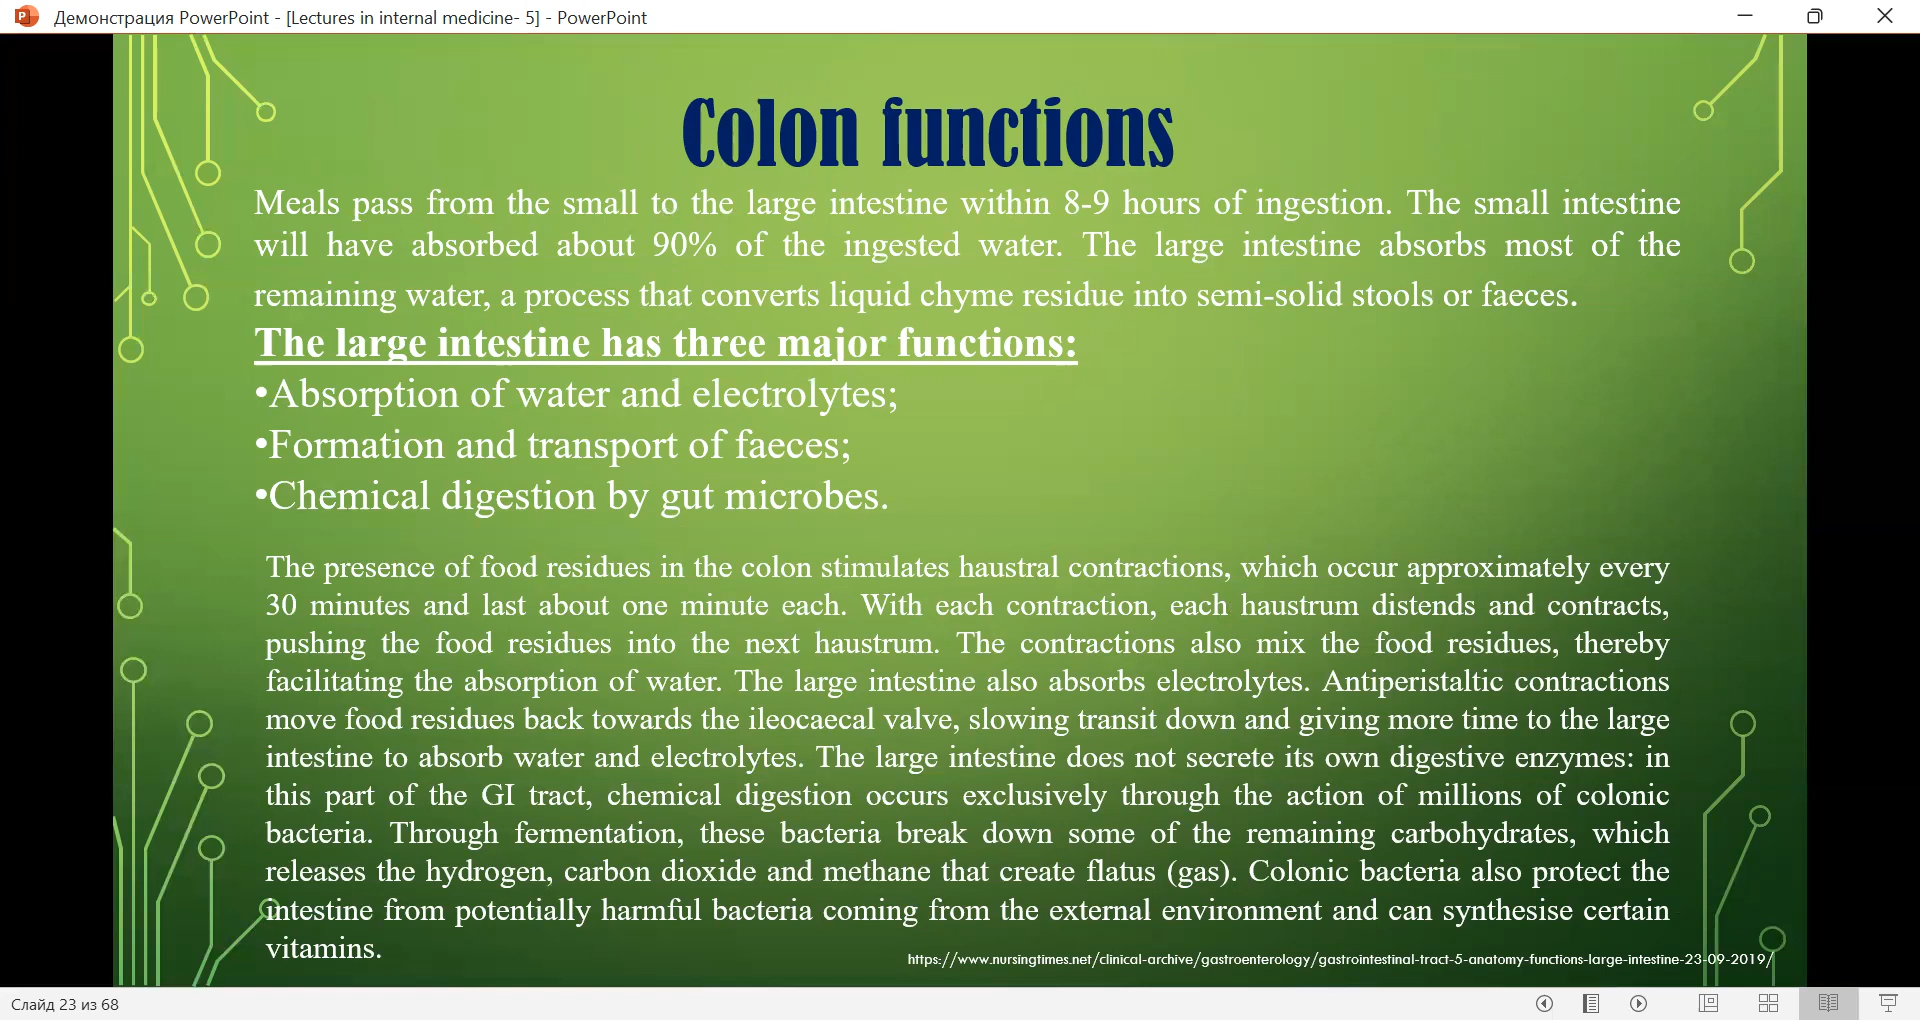 Демонстрация PowerPoint - [Lectures in internal medicine- 5] - PowerPoint
Colon functions
Meals pass from the small to the large intestine within 8-9 hours of ingestion. The small intestine
will have absorbed about 90% of the ingested water. The large intestine absorbs most of the
remaining water, a process that converts liquid chyme residue into semi-solid stools or faeces.
The large intestine has three major functions:
•Absorption of water and electrolytes;
•Formation and transport of faeces;
•Chemical digestion by gut microbes.
The presence of food residues in the colon stimulates haustral contractions, which occur approximately every
30 minutes and last about one minute each. With each contraction, each haustrum distends and contracts,
pushing the food residues into the next haustrum. The contractions also mix the food residues, thereby
facilitating the absorption of water. The large intestine also absorbs electrolytes. Antiperistaltic contractions
move food residues back towards the ileocaecal valve, slowing transit down and giving more time to the large
intestine to absorb water and electrolytes. The large intestine does not secrete its own digestive enzymes: in
this part of the GI tract, chemical digestion occurs exclusively through the action of millions of colonic
bacteria. Through fermentation, these bacteria break down some of the remaining carbohydrates, which
releases the hydrogen, carbon dioxide and methane that create flatus (gas). Colonic bacteria also protect the
intestine from potentially harmful bacteria coming from the external environment and can synthesise certain
vitamins.
https://www.nursingtimes.net/clinical-archive/gastroenterology/gastrointestinal-tract-5-anatomy-functions-large-intestine-23-09-2019/
Слайд 23 из 68